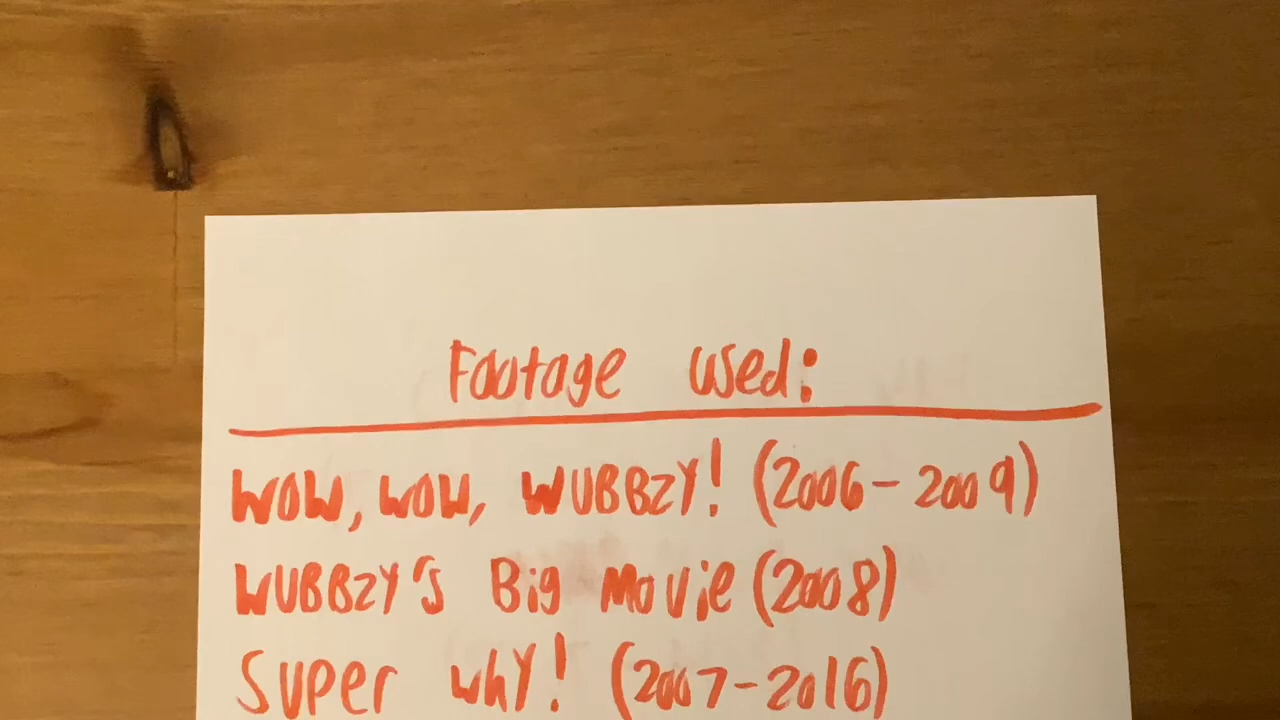 Footage Used:
WOW, WOW, WUBBZY! (2006-2009)
WUBBZY's Big Movie (2008)
Super Why! (2007-2016)